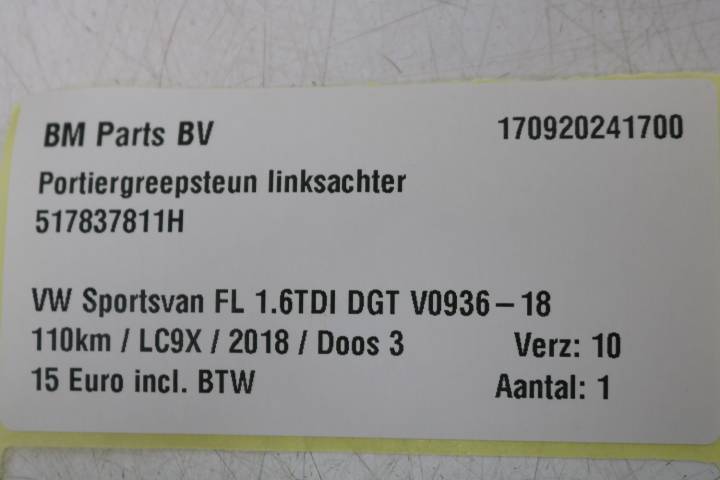 BM Parts BV 170920241700
Portiergreepsteun linksachter
517837811H
VW Sportsvan FL 1.6TDI DGT V0936-18
110km / LC9X / 2018 / Doos 3 Verz: 10
15 Euro incl. BTW Aantal: 1